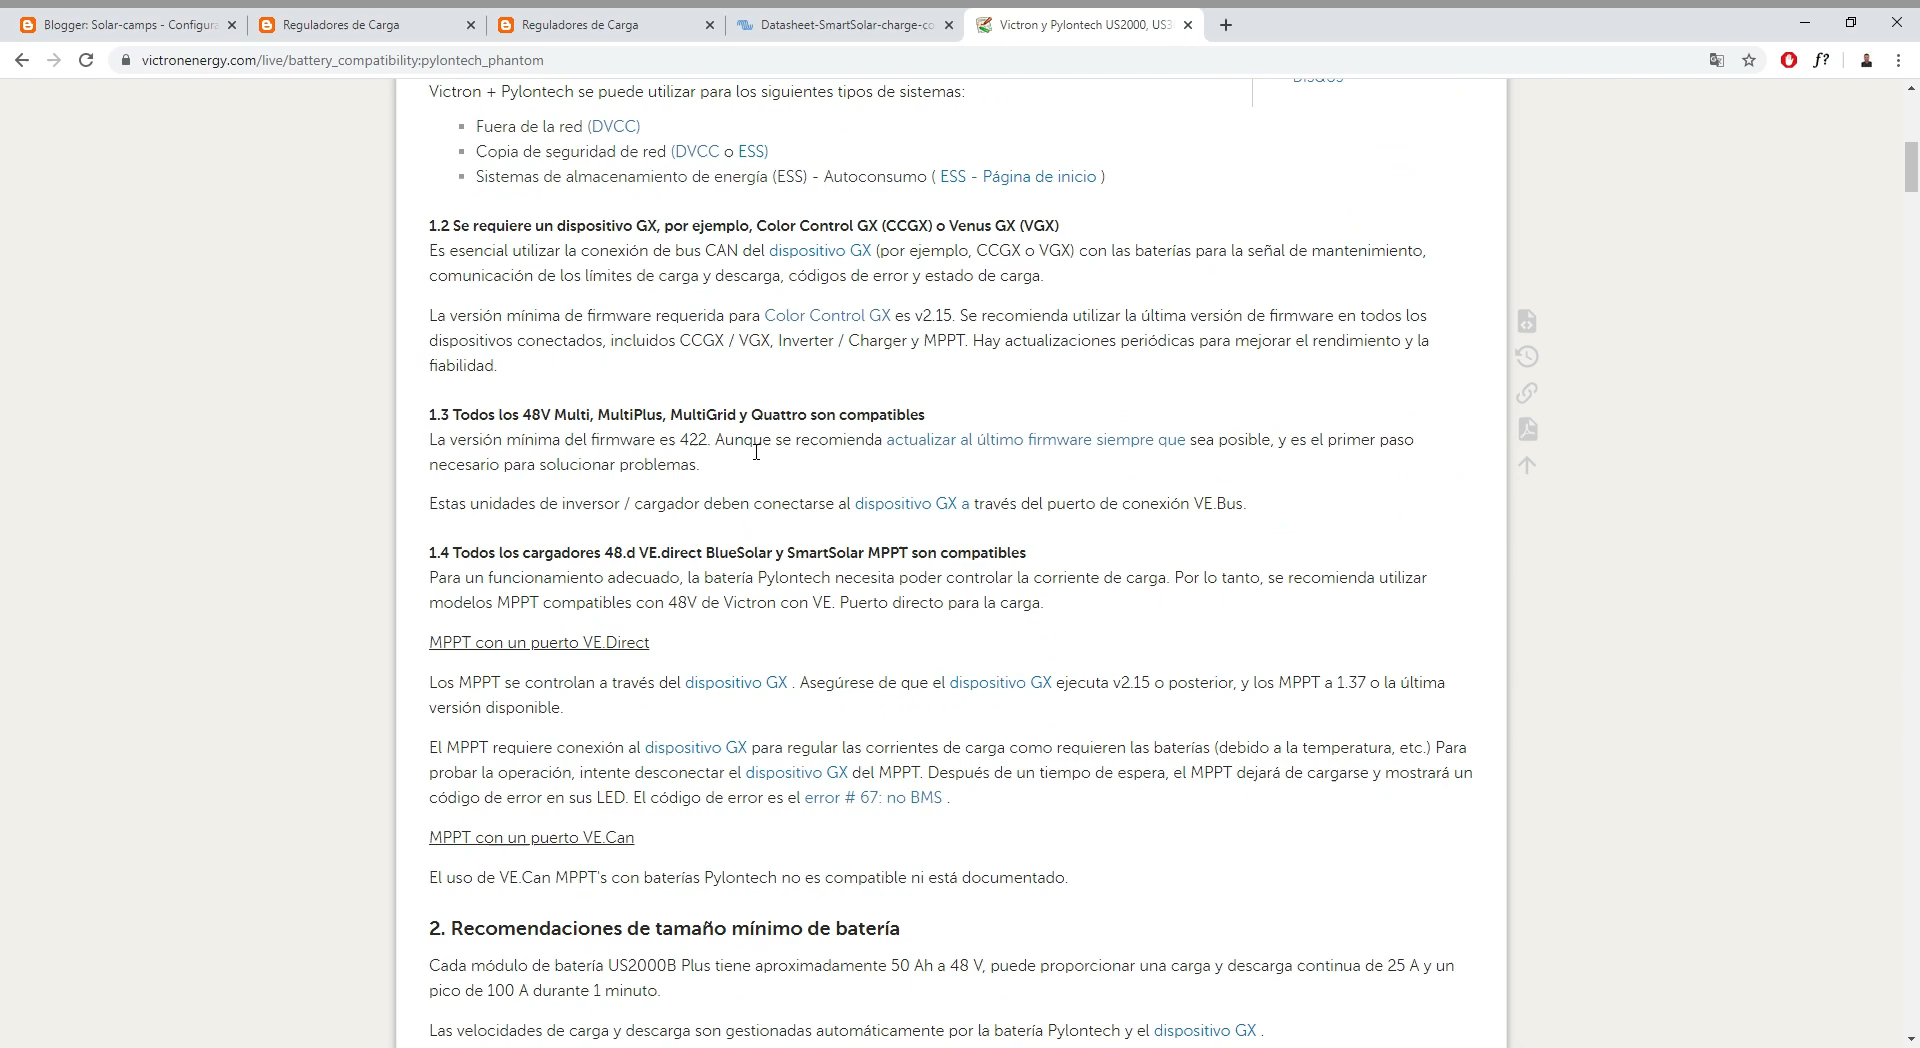 Blogger: Solar-camps - Configura
Reguladores de Carga
Reguladores de Carga
Datasheet-SmartSolar-charge-co
Victron y Pylontech US2000, US3
victronenergy.com/live/battery_compatibility:pylontech_phantom
f?
Victron + Pylontech se puede utilizar para los siguientes tipos de sistemas:
Fuera de la red (DVCC)
Copia de seguridad de red (DVCC o ESS)
Sistemas de almacenamiento de energía (ESS) - Autoconsumo ( ESS - Página de inicio )
1.2 Se requiere un dispositivo GX, por ejemplo, Color Control GX (CCGX) o Venus GX (VGX)
Es esencial utilizar la conexión de bus CAN del dispositivo GX (por ejemplo, CCGX o VGX) con las baterías para la señal de mantenimiento,
comunicación de los límites de carga y descarga, códigos de error y estado de carga.
La versión mínima de firmware requerida para Color Control GX es v2.15. Se recomienda utilizar la última versión de firmware en todos los
dispositivos conectados, incluidos CCGX / VGX, Inverter / Charger y MPPT. Hay actualizaciones periódicas para mejorar el rendimiento y la
fiabilidad.
1.3 Todos los 48V Multi, MultiPlus, MultiGrid y Quattro son compatibles
La versión mínima del firmware es 422. Aunque se recomienda actualizar al último firmware siempre que sea posible, y es el primer paso
necesario para solucionar problemas.
Estas unidades de inversor / cargador deben conectarse al dispositivo GX a través del puerto de conexión VE.Bus.
1.4 Todos los cargadores 48.d VE.direct BlueSolar y SmartSolar MPPT son compatibles
Para un funcionamiento adecuado, la batería Pylontech necesita poder controlar la corriente de carga. Por lo tanto, se recomienda utilizar
modelos MPPT compatibles con 48V de Victron con VE. Puerto directo para la carga.
MPPT con un puerto VE.Direct
Los MPPT se controlan a través del dispositivo GX . Asegúrese de que el dispositivo GX ejecuta v2.15 o posterior, y los MPPT a 1.37 o la última
versión disponible.
El MPPT requiere conexión al dispositivo GX para regular las corrientes de carga como requieren las baterías (debido a la temperatura, etc.) Para
probar la operación, intente desconectar el dispositivo GX del MPPT. Después de un tiempo de espera, el MPPT dejará de cargarse y mostrará un
código de error en sus LED. El código de error es el error # 67: no BMS .
MPPT con un puerto VE.Can
El uso de VE.Can MPPT's con baterías Pylontech no es compatible ni está documentado.
2. Recomendaciones de tamaño mínimo de batería
Cada módulo de batería US2000B Plus tiene aproximadamente 50 Ah a 48 V, puede proporcionar una carga y descarga continua de 25 A y un
pico de 100 A durante 1 minuto.
Las velocidades de carga y descarga son gestionadas automáticamente por la batería Pylontech y el dispositivo GX .